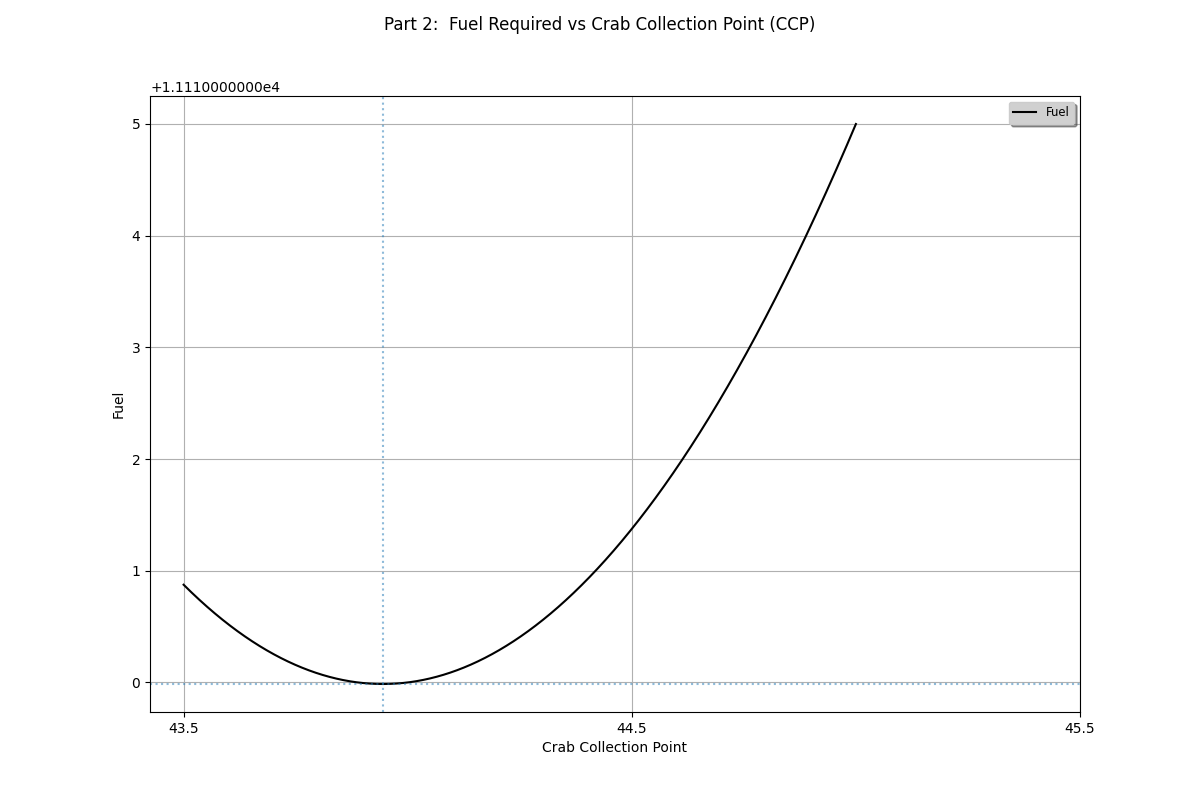 Part 2:  Fuel Required vs Crab Collection Point (CCP)
+1.1110000000e4
Fuel
5
4
3
2
1
0
Fuel
43.5 44.5 45.5
Crab Collection Point